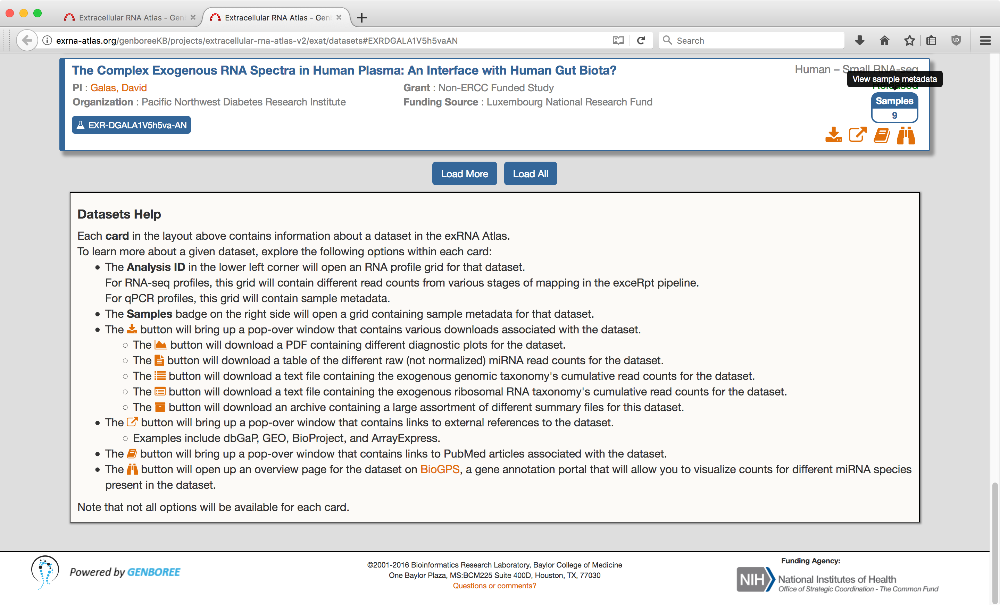 Extracellular RNA Atlas - Gen
Extracellular RNA Atlas - Gen
exrna-atlas.org/genboreeKB/projects/extracellular-rna-atlas-v2/exat/datasets#EXRDGALA1V5h5vaAN
Search
The Complex Exogenous RNA Spectra in Human Plasma: An Interface with Human Gut Biota?
Human – Small RNA-seq
View sample metadata
PI : Galas, David
Grant : Non-ERCC Funded Study
Released
Organization : Pacific Northwest Diabetes Research Institute
Funding Source : Luxembourg National Research Fund
Samples
9
EXR-DGALA1V5h5va-AN
Load More
Load All
Datasets Help
Each card in the layout above contains information about a dataset in the exRNA Atlas.
To learn more about a given dataset, explore the following options within each card:
The Analysis ID in the lower left corner will open an RNA profile grid for that dataset.
For RNA-seq profiles, this grid will contain different read counts from various stages of mapping in the exceRpt pipeline.
For qPCR profiles, this grid will contain sample metadata.
The Samples badge on the right side will open a grid containing sample metadata for that dataset.
The button will bring up a pop-over window that contains various downloads associated with the dataset.
The button will download a PDF containing different diagnostic plots for the dataset.
The button will download a table of the different raw (not normalized) miRNA read counts for the dataset.
The button will download a text file containing the exogenous genomic taxonomy's cumulative read counts for the dataset.
The button will download a text file containing the exogenous ribosomal RNA taxonomy's cumulative read counts for the dataset.
The button will download an archive containing a large assortment of different summary files for this dataset.
The button will bring up a pop-over window that contains links to external references to the dataset.
Examples include dbGaP, GEO, BioProject, and ArrayExpress.
The button will bring up a pop-over window that contains links to PubMed articles associated with the dataset.
The button will open up an overview page for the dataset on BioGPS, a gene annotation portal that will allow you to visualize counts for different miRNA species
present in the dataset.
Note that not all options will be available for each card.
Powered by GENBOREE
©2001-2016 Bioinformatics Research Laboratory, Baylor College of Medicine
One Baylor Plaza, MS:BCM225 Suite 400D, Houston, TX, 77030
Questions or comments?
Funding Agency:
NIH
National Institutes of Health
Office of Strategic Coordination - The Common Fund